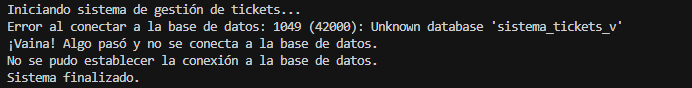 Iniciando sistema de gestión de tickets...
Error al conectar a la base de datos: 1049 (42000): Unknown database 'sistema_tickets_v'
¡Vaina! Algo pasó y no se conecta a la base de datos.
No se pudo establecer la conexión a la base de datos.
Sistema finalizado.